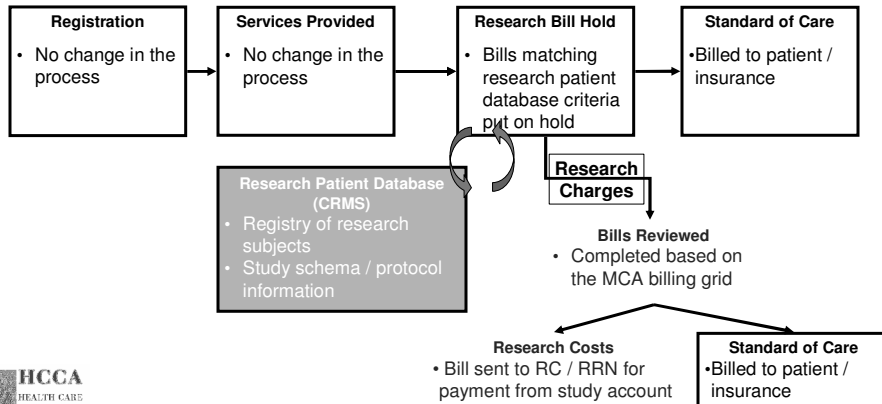 Registration
• No change in the
process
Services Provided
• No change in the
process
Research Bill Hold
• Bills matching
research patient
database criteria
put on hold
Standard of Care
•Billed to patient /
insurance
Research Patient Database
(CRMS)
• Registry of research
subjects
• Study schema / protocol
information
Research
Charges
Bills Reviewed
• Completed based on
the MCA billing grid
Research Costs
• Bill sent to RC / RRN for
payment from study account
Standard of Care
•Billed to patient /
insurance
HCCA
HEALTH CARE